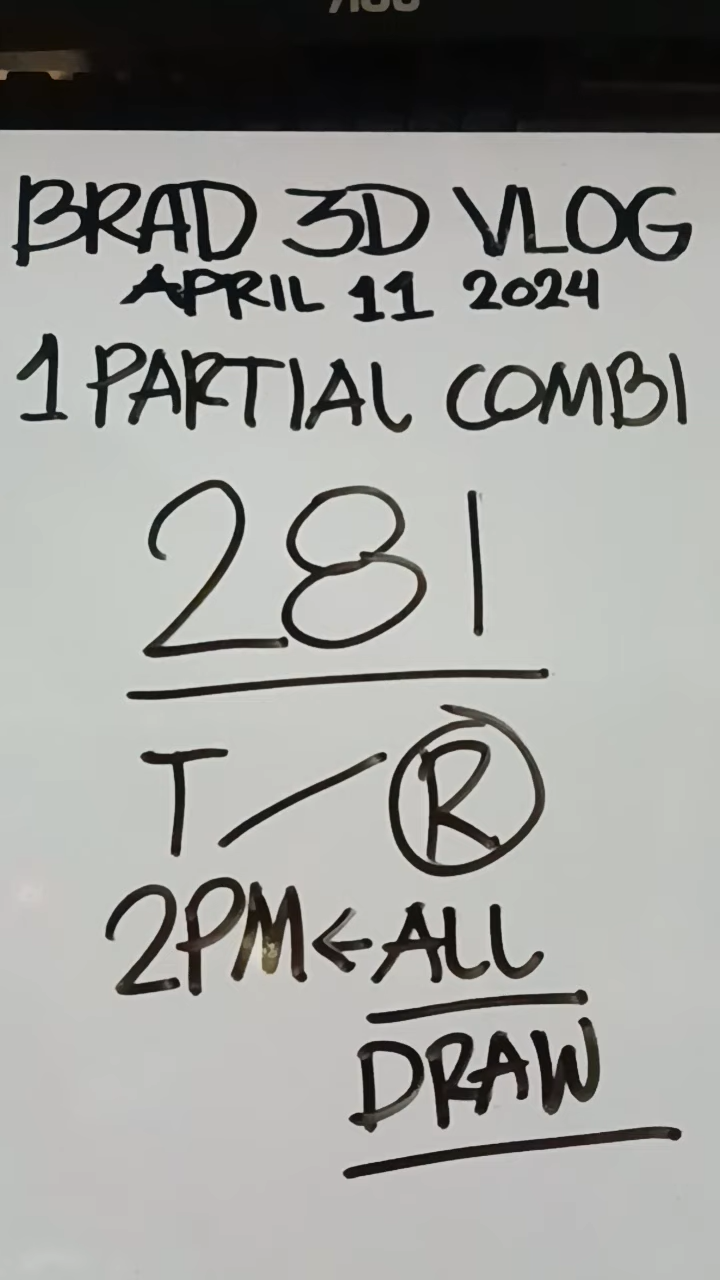 BRAD 3D VLOG
APRIL 11 2024
1 PARTIAL COMBI
281
T / R
2PM ← ALL
DRAW